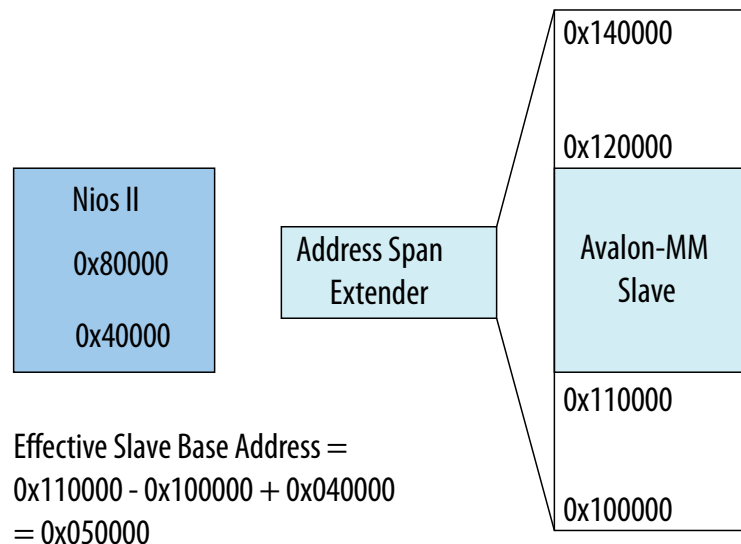 Nios II
0x80000
0x40000
Address Span
Extender
0x140000
0x120000
Avalon-MM
Slave
0x110000
0x100000
Effective Slave Base Address =
0x110000 - 0x100000 + 0x040000
= 0x050000